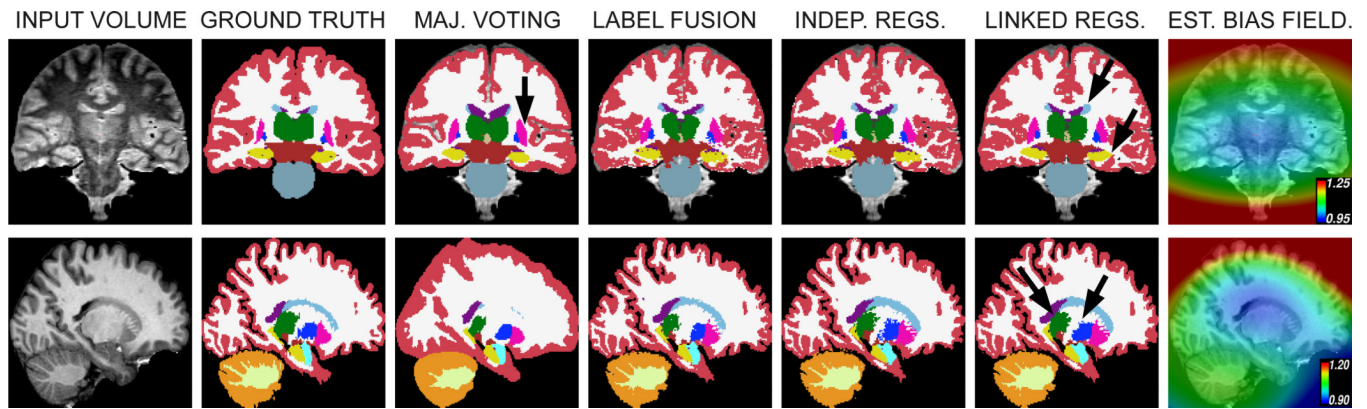 INPUT VOLUME GROUND TRUTH MAJ. VOTING LABEL FUSION INDEP. REGS. LINKED REGS. EST. BIAS FIELD.
1.25
0.95
1.20
0.90